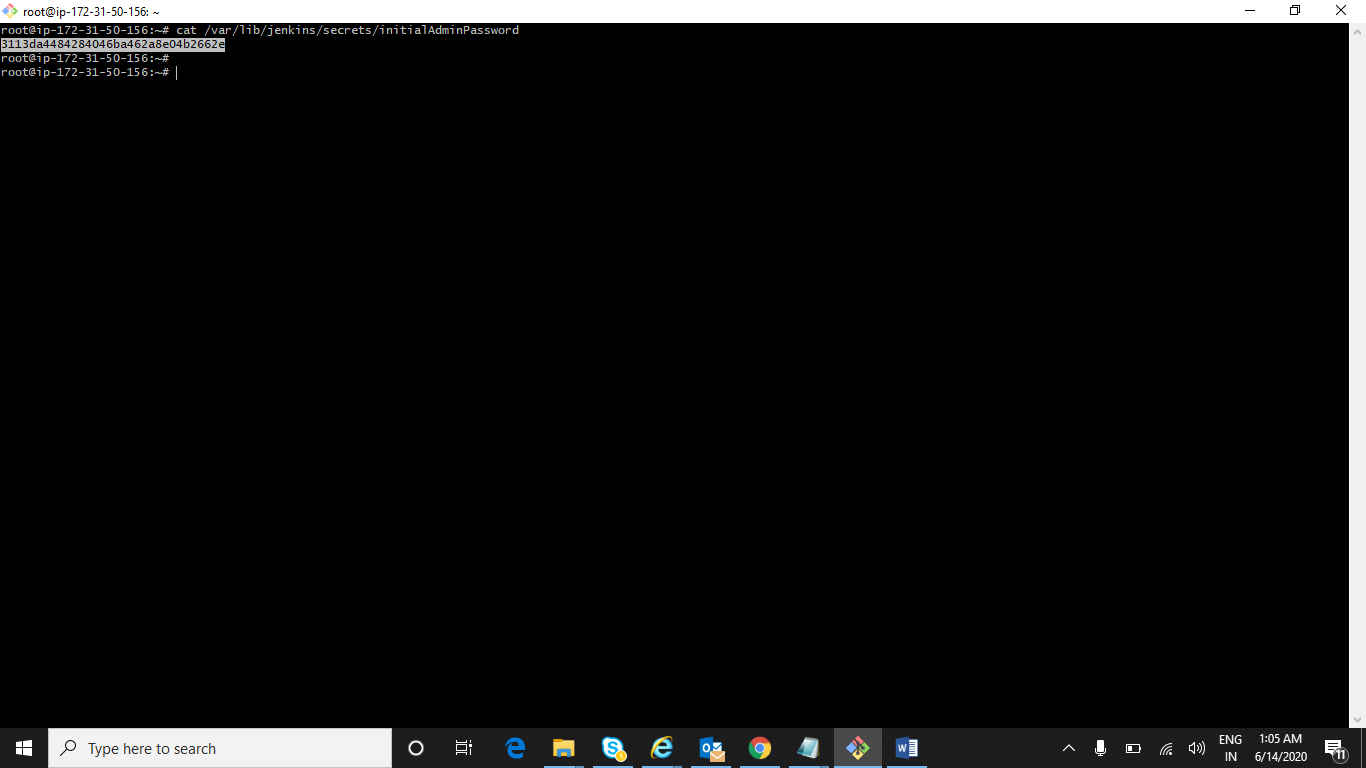 root@ip-172-31-50-156: ~
root@ip-172-31-50-156:~# cat /var/lib/jenkins/secrets/initialAdminPassword
3113da4484284046ba462a8e04b2662e
root@ip-172-31-50-156:~#
root@ip-172-31-50-156:~#
Type here to search
ENG
IN
1:05 AM
6/14/2020
11